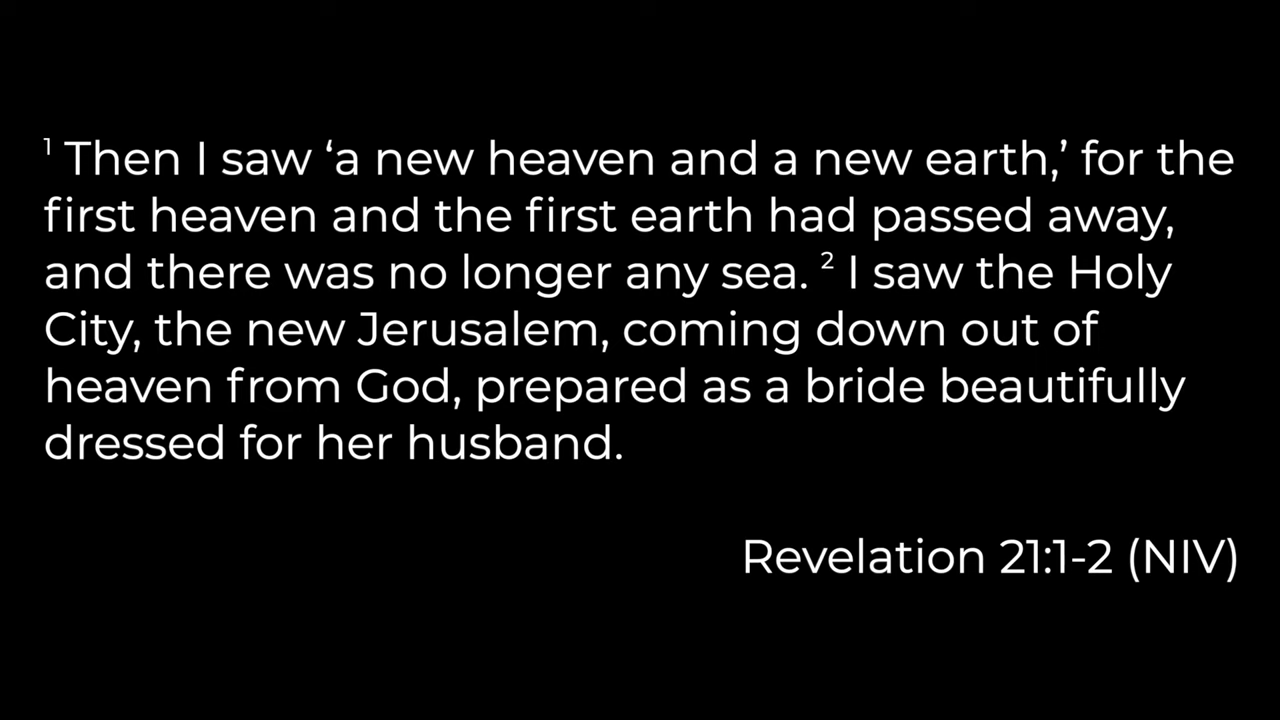 ¹ Then I saw ‘a new heaven and a new earth,’ for the
first heaven and the first earth had passed away,
and there was no longer any sea. ² I saw the Holy
City, the new Jerusalem, coming down out of
heaven from God, prepared as a bride beautifully
dressed for her husband.
Revelation 21:1-2 (NIV)